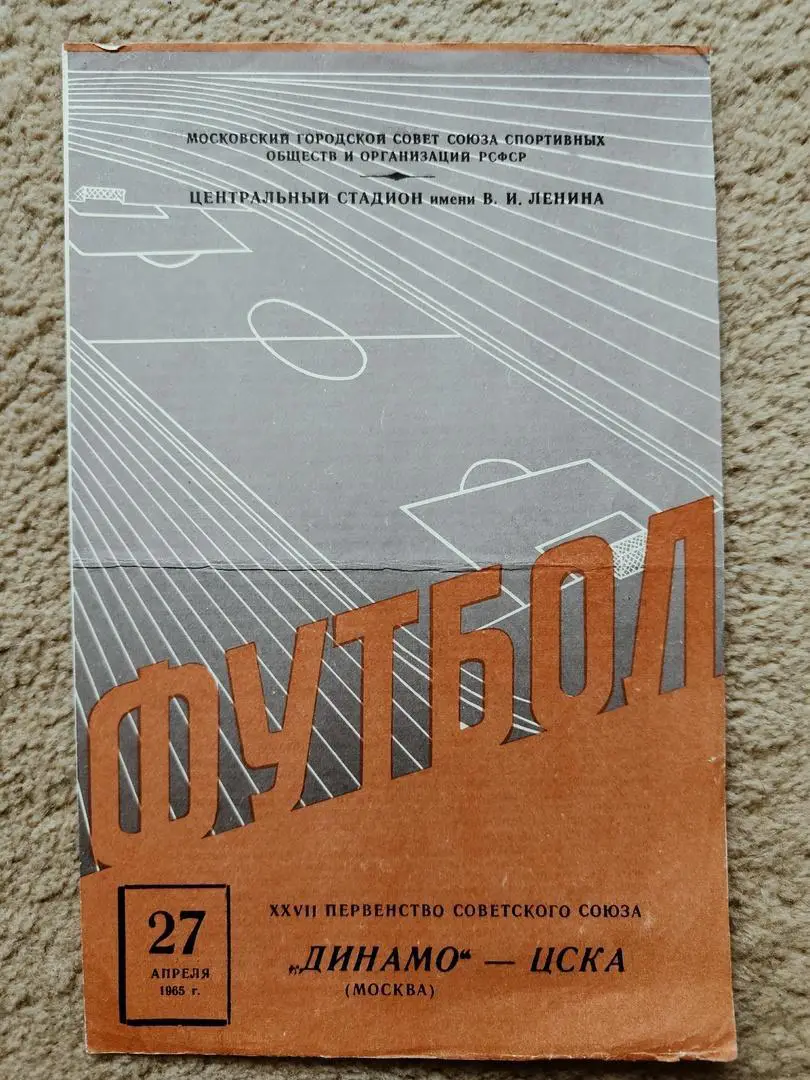 МОСКОВСКИЙ ГОРОДСКОЙ СОВЕТ СОЮЗА СПОРТИВНЫХ
ОБЩЕСТВ И ОРГАНИЗАЦИЙ РСФСР
ЦЕНТРАЛЬНЫЙ СТАДИОН имени В. И. ЛЕНИНА
ФУТБОЛ
27
АПРЕЛЯ
1965 г.
XXVII ПЕРВЕНСТВО СОВЕТСКОГО СОЮЗА
„ДИНАМО“ — ЦСКА
(МОСКВА)